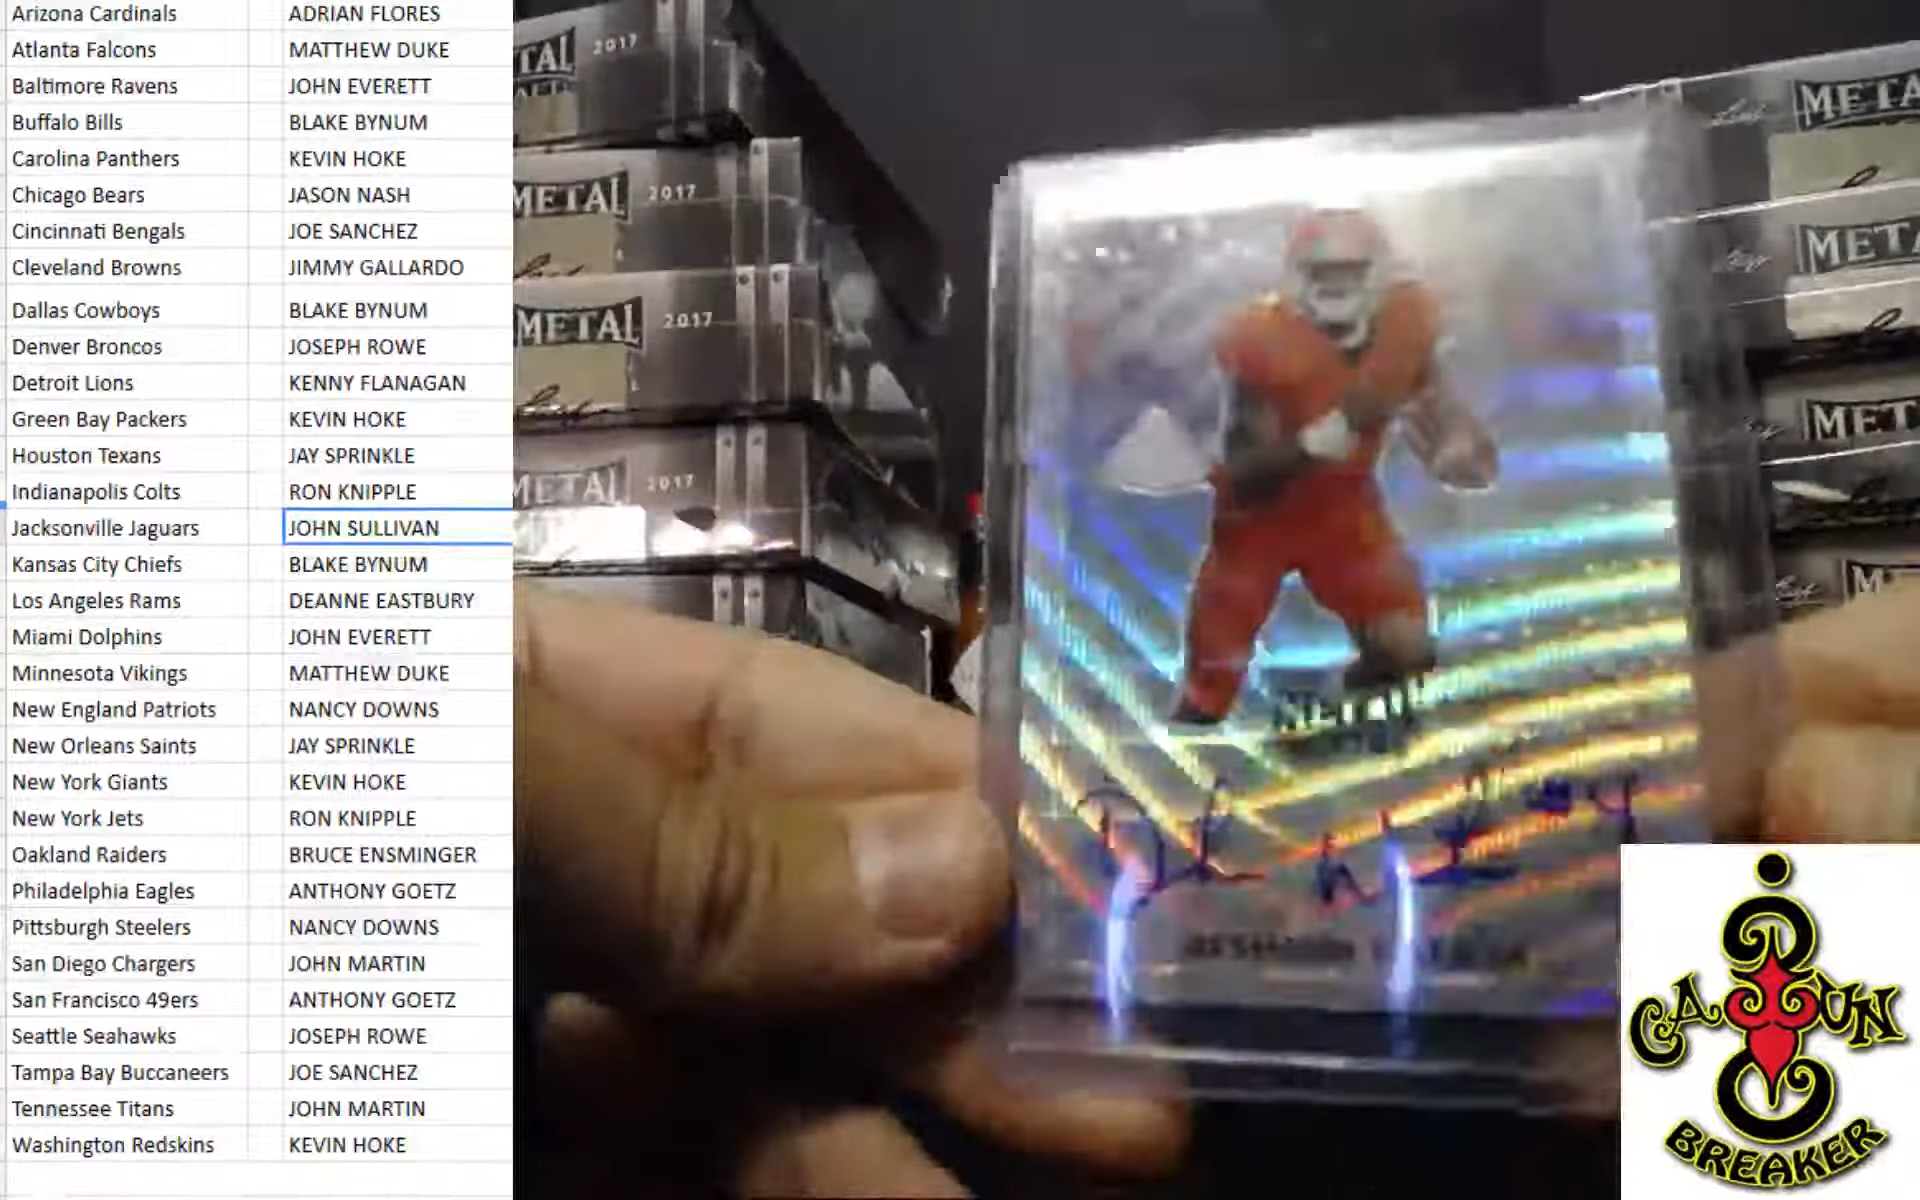 Arizona Cardinals ADRIAN FLORES
Atlanta Falcons MATTHEW DUKE
Baltimore Ravens JOHN EVERETT
Buffalo Bills BLAKE BYNUM
Carolina Panthers KEVIN HOKE
Chicago Bears JASON NASH
Cincinnati Bengals JOE SANCHEZ
Cleveland Browns JIMMY GALLARDO
Dallas Cowboys BLAKE BYNUM
Denver Broncos JOSEPH ROWE
Detroit Lions KENNY FLANAGAN
Green Bay Packers KEVIN HOKE
Houston Texans JAY SPRINKLE
Indianapolis Colts RON KNIPPLE
Jacksonville Jaguars JOHN SULLIVAN
Kansas City Chiefs BLAKE BYNUM
Los Angeles Rams DEANNE EASTBURY
Miami Dolphins JOHN EVERETT
Minnesota Vikings MATTHEW DUKE
New England Patriots NANCY DOWNS
New Orleans Saints JAY SPRINKLE
New York Giants KEVIN HOKE
New York Jets RON KNIPPLE
Oakland Raiders BRUCE ENSMINGER
Philadelphia Eagles ANTHONY GOETZ
Pittsburgh Steelers NANCY DOWNS
San Diego Chargers JOHN MARTIN
San Francisco 49ers ANTHONY GOETZ
Seattle Seahawks JOSEPH ROWE
Tampa Bay Buccaneers JOE SANCHEZ
Tennessee Titans JOHN MARTIN
Washington Redskins KEVIN HOKE
TAL 2017
METAL 2017
METAL 2017
METAL 2017
META
META
MET
M
CAJUN
BREAKER